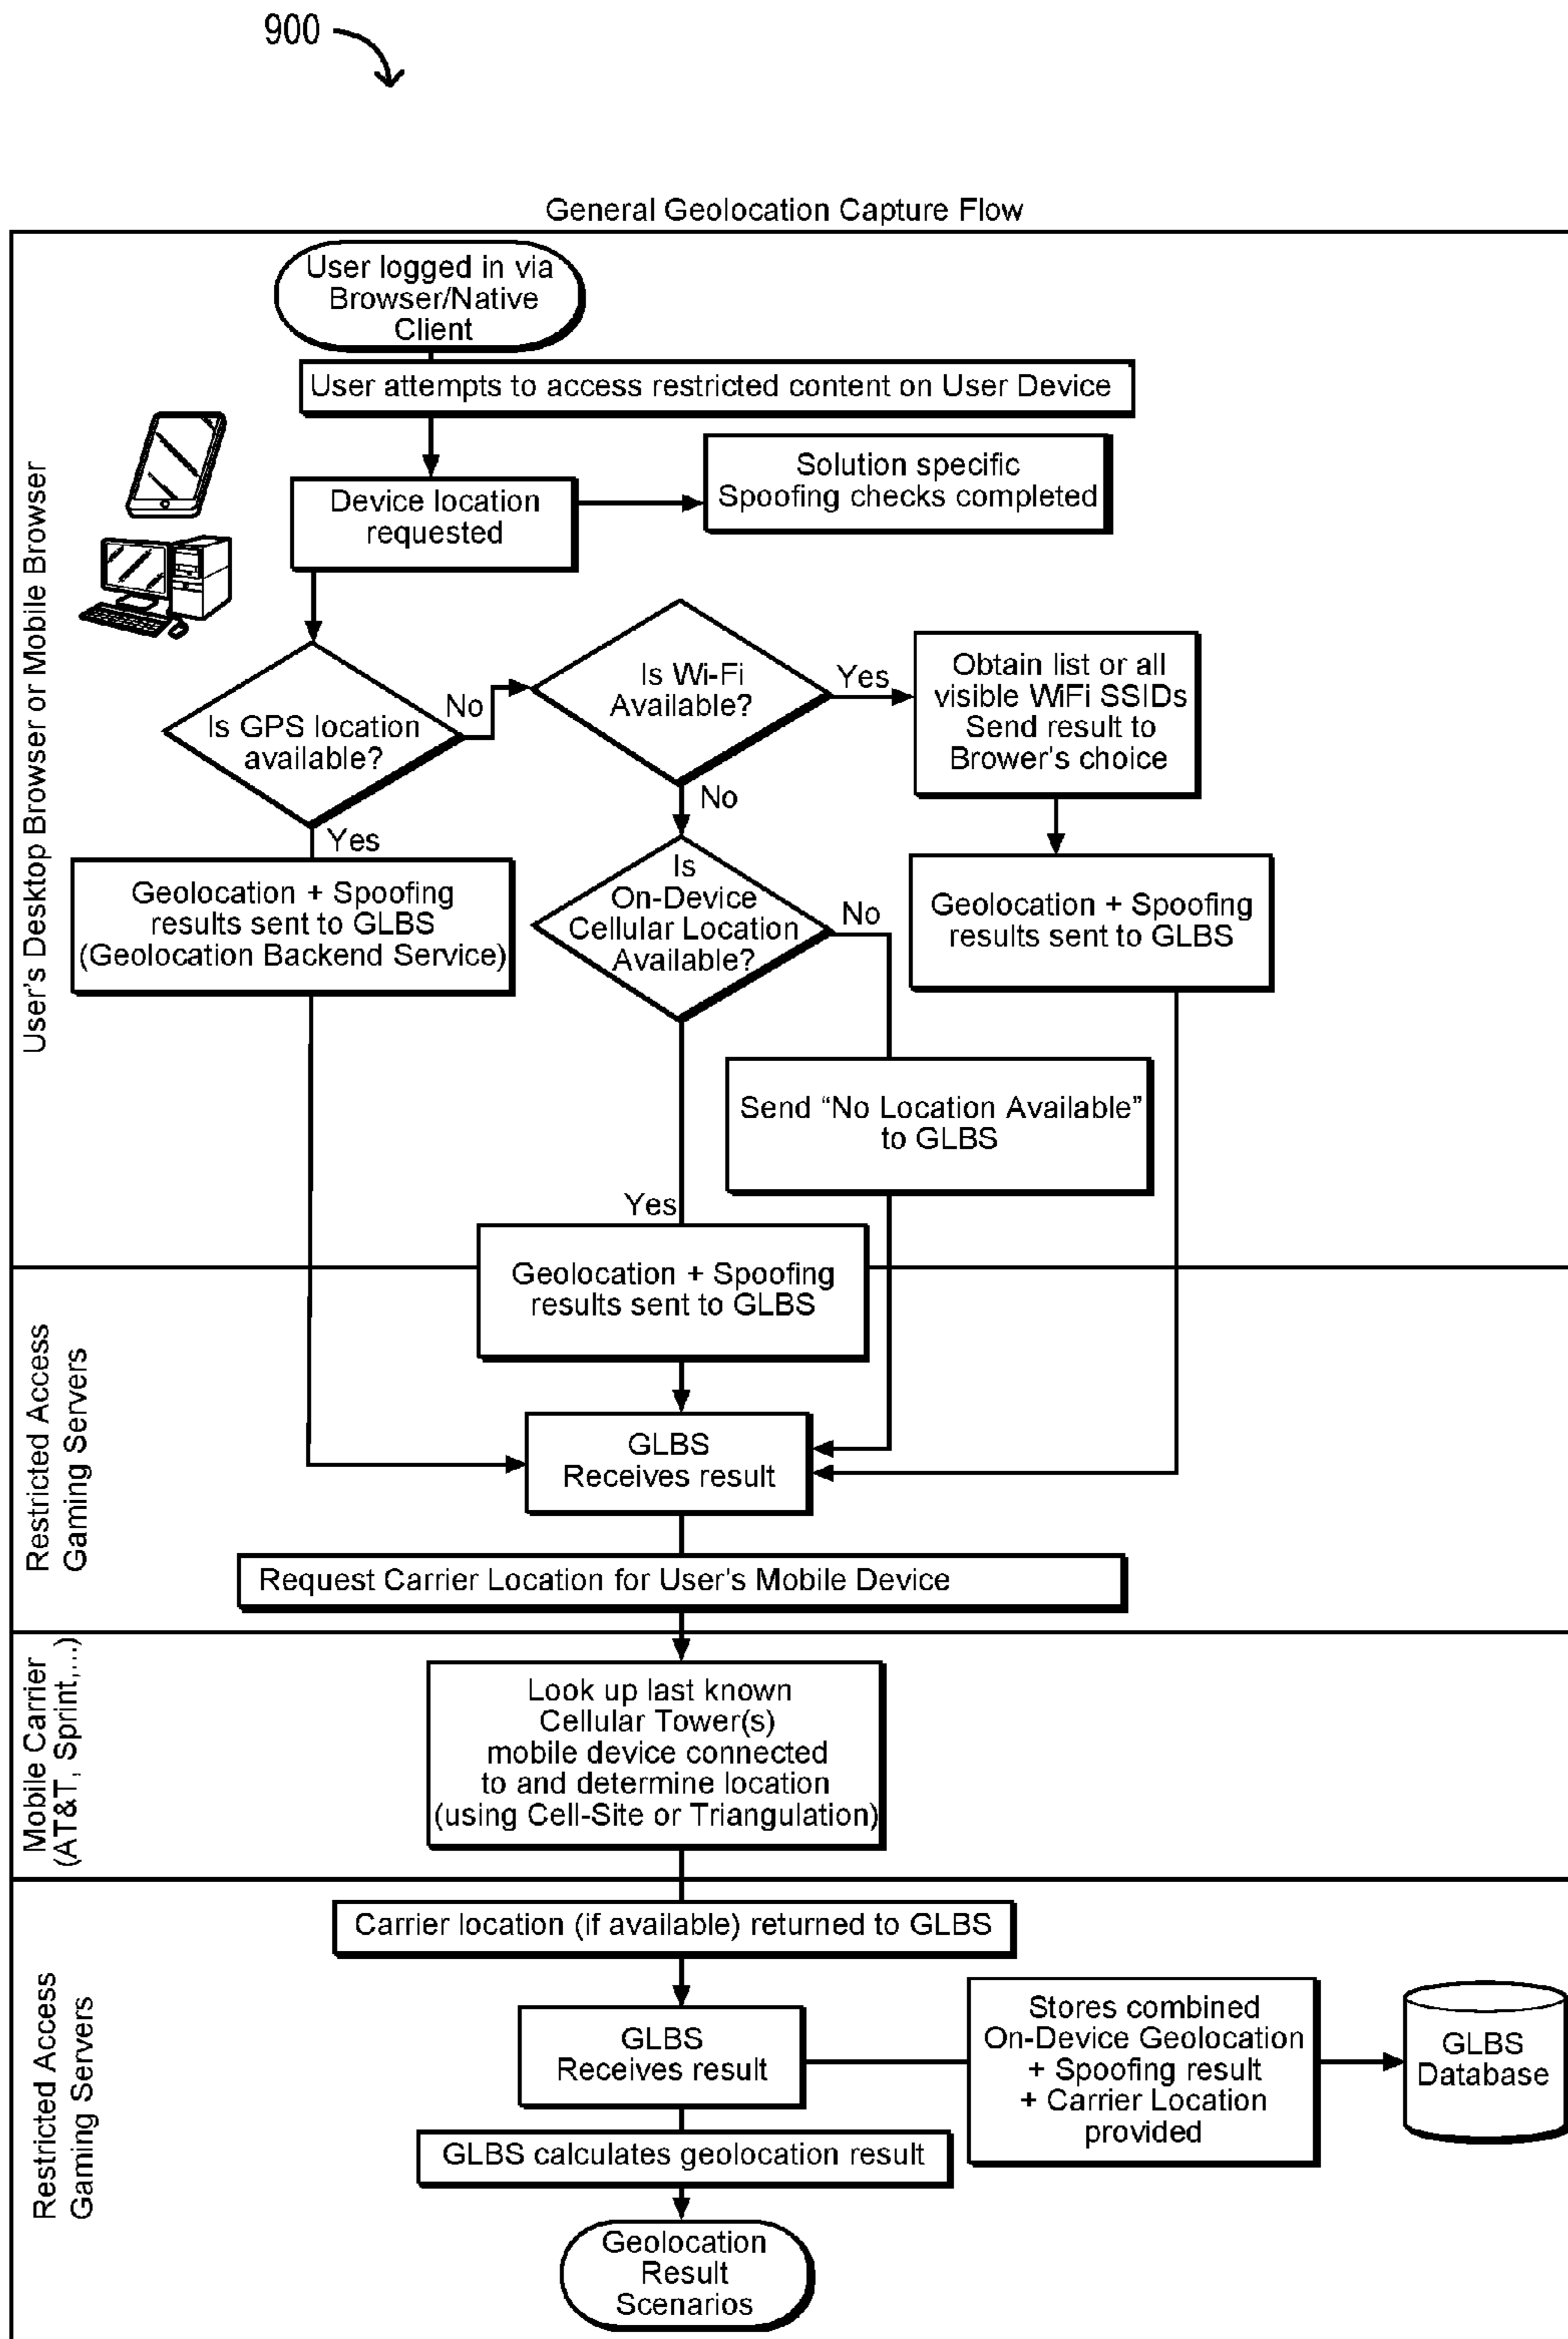 900
General Geolocation Capture Flow
User's Desktop Browser or Mobile Browser
User logged in via
Browser/Native
Client
User attempts to access restricted content on User Device
Device location
requested
Solution specific
Spoofing checks completed
Is GPS location
available?
No
Is Wi-Fi
Available?
Yes
Obtain list or all
visible WiFi SSIDs
Send result to
Brower's choice
Yes
No
Geolocation + Spoofing
results sent to GLBS
(Geolocation Backend Service)
Is
On-Device
Cellular Location
Available?
No
Geolocation + Spoofing
results sent to GLBS
Send “No Location Available”
to GLBS
Yes
Geolocation + Spoofing
results sent to GLBS
Restricted Access
Gaming Servers
GLBS
Receives result
Request Carrier Location for User's Mobile Device
Mobile Carrier
(AT&T, Sprint,...)
Look up last known
Cellular Tower(s)
mobile device connected
to and determine location
(using Cell-Site or Triangulation)
Restricted Access
Gaming Servers
Carrier location (if available) returned to GLBS
GLBS
Receives result
Stores combined
On-Device Geolocation
+ Spoofing result
+ Carrier Location
provided
GLBS
Database
GLBS calculates geolocation result
Geolocation
Result
Scenarios